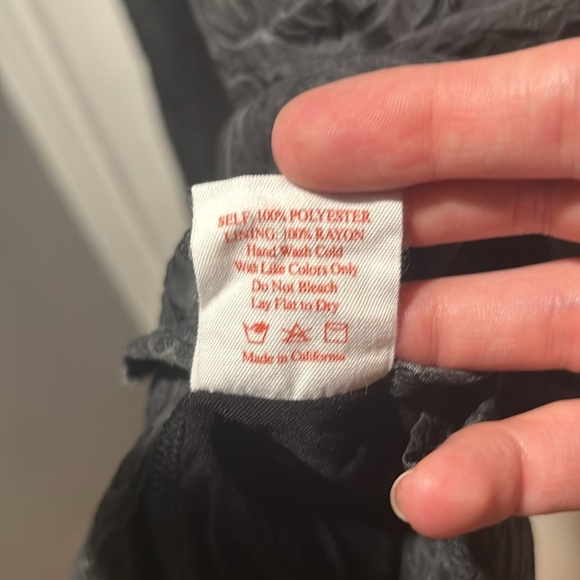 SELF: 100% POLYESTER
LINING: 100% RAYON
Hand Wash Cold
With Like Colors Only
Do Not Bleach
Lay Flat to Dry
Made in California